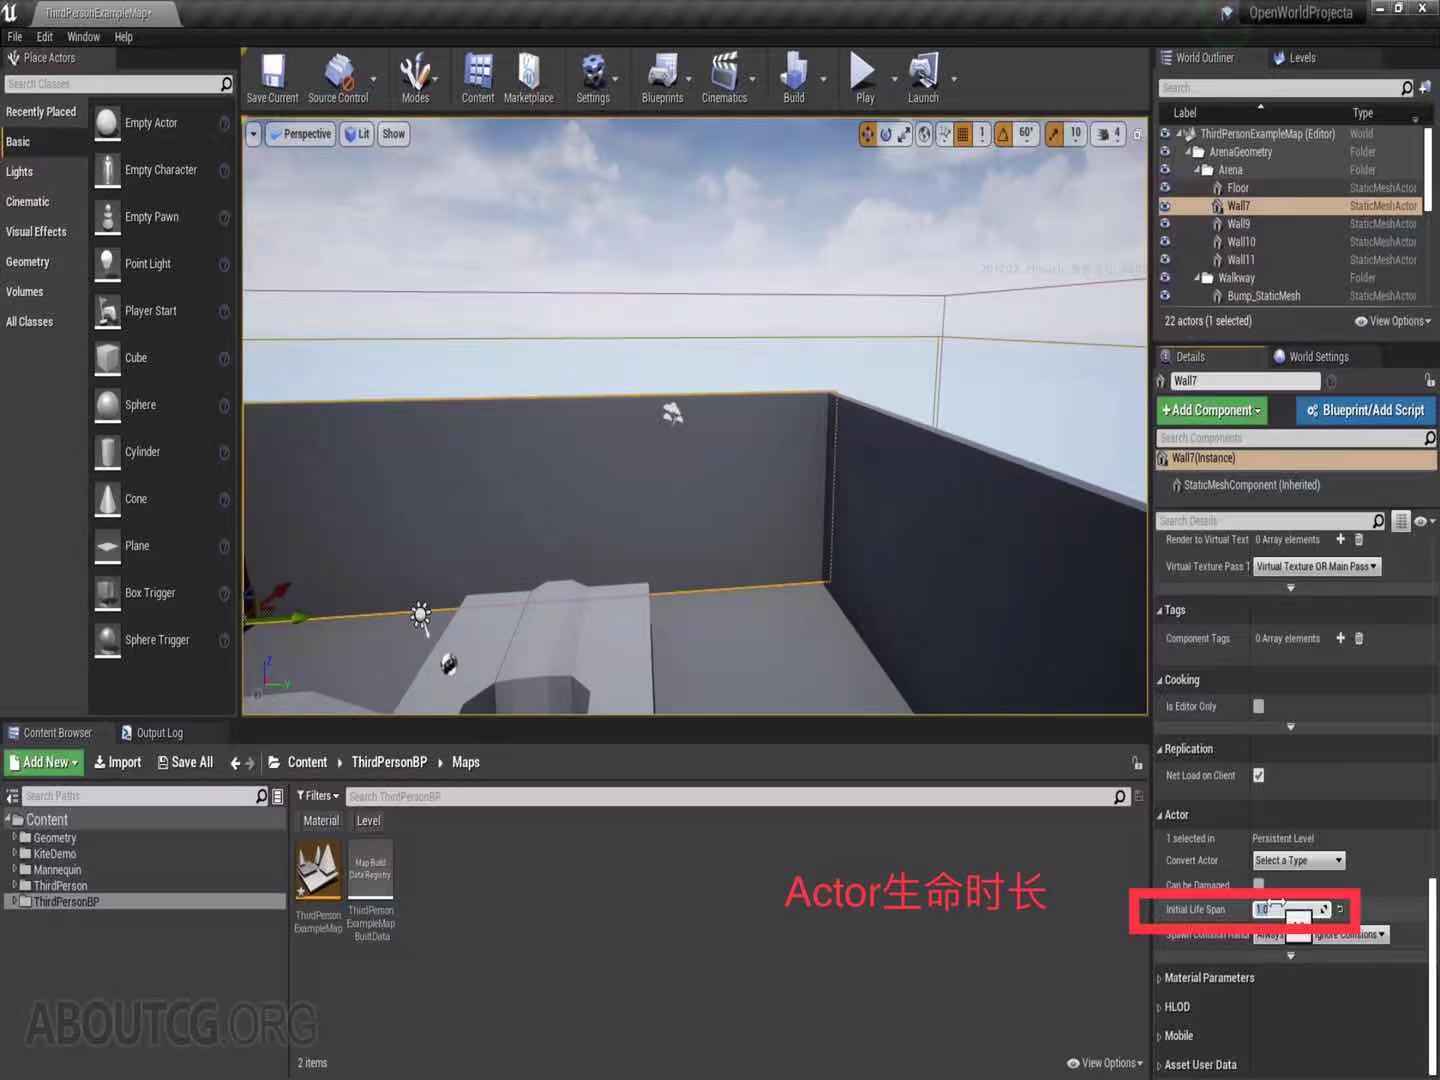 ThirdPersonExampleMap*
OpenWorldProjecta
File Edit Window Help
Place Actors
Search Classes
Recently Placed
Basic
Lights
Cinematic
Visual Effects
Geometry
Volumes
All Classes
Empty Actor
Empty Character
Empty Pawn
Point Light
Player Start
Cube
Sphere
Cylinder
Cone
Plane
Box Trigger
Sphere Trigger
Save Current
Source Control
Modes
Content
Marketplace
Settings
Blueprints
Cinematics
Build
Play
Launch
Perspective
Lit
Show
1
60°
10
4
Z
Y
World Outliner
Levels
Search...
Label Type
ThirdPersonExampleMap (Editor) World
ArenaGeometry Folder
Arena Folder
Floor StaticMeshActor
Wall7 StaticMeshActor
Wall9 StaticMeshActor
Wall10 StaticMeshActor
Wall11 StaticMeshActor
Walkway Folder
Bump_StaticMesh StaticMeshActor
22 actors (1 selected)
View Options
Details
World Settings
Wall7
+Add Component
Blueprint/Add Script
Search Components
Wall7(Instance)
StaticMeshComponent (Inherited)
Search Details
Render to Virtual Text 0 Array elements
Virtual Texture Pass T Virtual Texture OR Main Pass
Tags
Component Tags 0 Array elements
Cooking
Is Editor Only
Replication
Net Load on Client
Actor
1 selected in Persistent Level
Convert Actor Select a Type
Can be Damaged
Initial Life Span 1.0
Always Ignore Collisions
Material Parameters
HLOD
Mobile
Asset User Data
Content Browser
Output Log
Add New
Import
Save All
Content
ThirdPersonBP
Maps
Search Paths
Filters
Search ThirdPersonBP
Content
Geometry
KiteDemo
Mannequin
ThirdPerson
ThirdPersonBP
Material
Level
Map Build
Data Registry
ThirdPerson
ExampleMap
ThirdPerson
ExampleMap
BuiltData
Actor生命时长
2 items
View Options
ABOUTCG.ORG